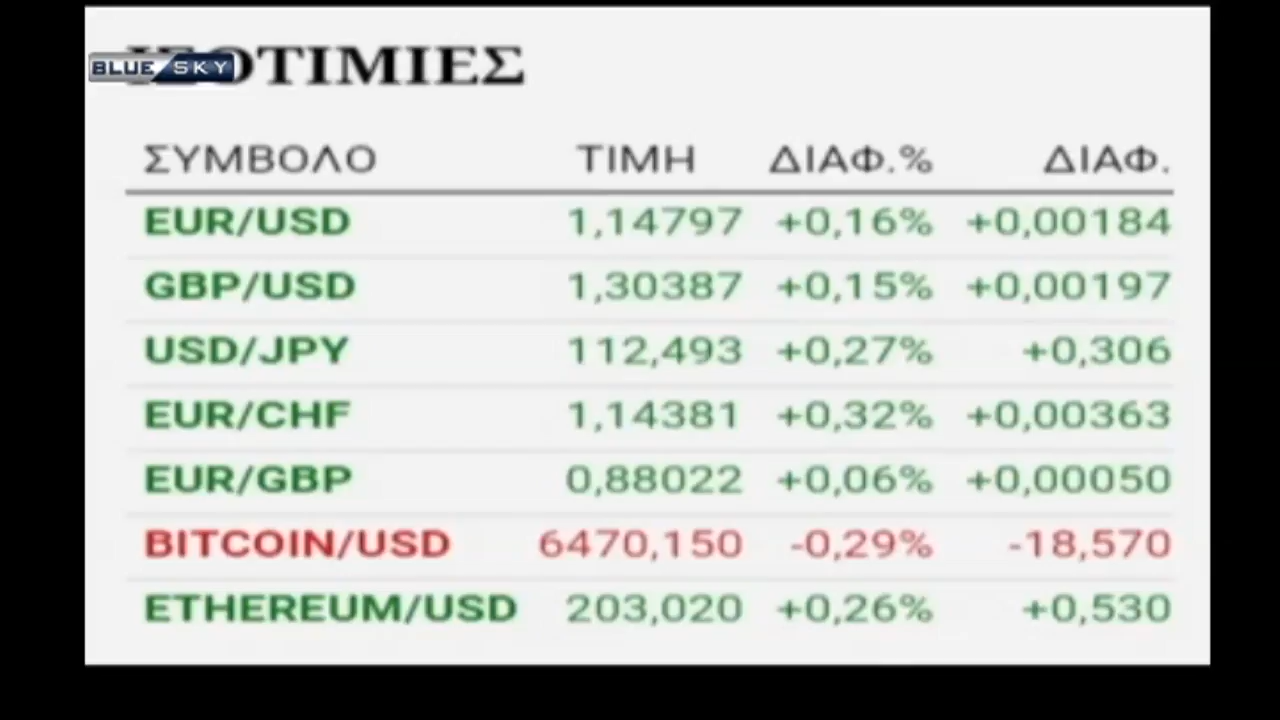 BLUE SKY
ΙΣΟΤΙΜΙΕΣ
ΣΥΜΒΟΛΟ ΤΙΜΗ ΔΙΑΦ.% ΔΙΑΦ.
EUR/USD 1,14797 +0,16% +0,00184
GBP/USD 1,30387 +0,15% +0,00197
USD/JPY 112,493 +0,27% +0,306
EUR/CHF 1,14381 +0,32% +0,00363
EUR/GBP 0,88022 +0,06% +0,00050
BITCOIN/USD 6470,150 -0,29% -18,570
ETHEREUM/USD 203,020 +0,26% +0,530